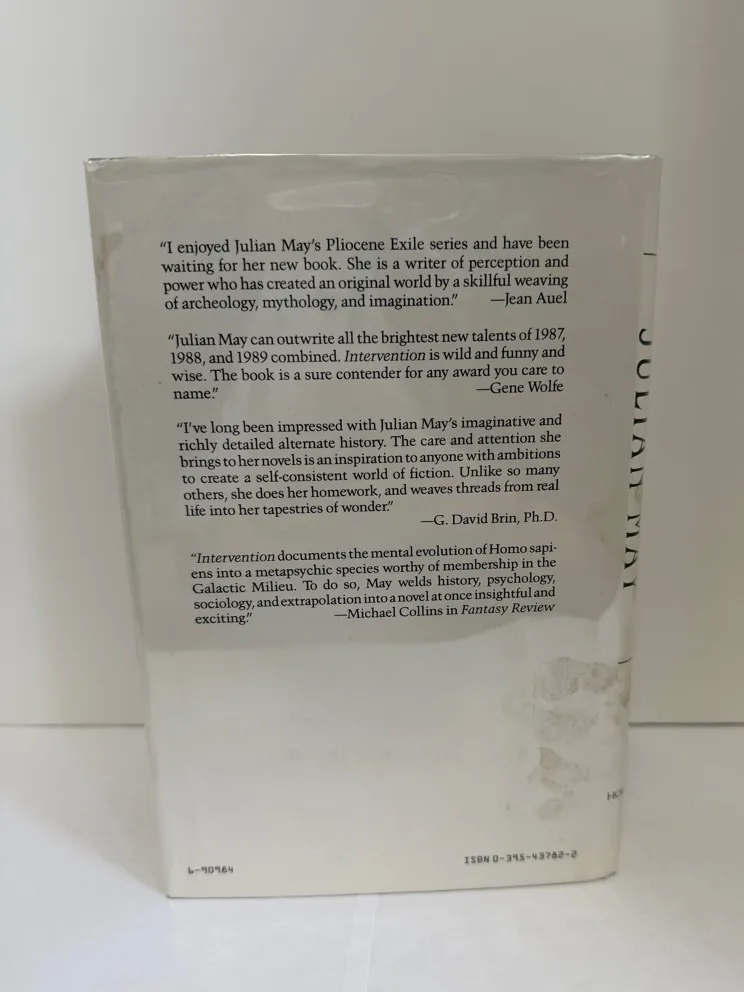 “I enjoyed Julian May’s Pliocene Exile series and have been
waiting for her new book. She is a writer of perception and
power who has created an original world by a skillful weaving
of archeology, mythology, and imagination.” —Jean Auel
“Julian May can outwrite all the brightest new talents of 1987,
1988, and 1989 combined. Intervention is wild and funny and
wise. The book is a sure contender for any award you care to
name.” —Gene Wolfe
“I’ve long been impressed with Julian May’s imaginative and
richly detailed alternate history. The care and attention she
brings to her novels is an inspiration to anyone with ambitions
to create a self-consistent world of fiction. Unlike so many
others, she does her homework, and weaves threads from real
life into her tapestries of wonder.”
—G. David Brin, Ph.D.
“Intervention documents the mental evolution of Homo sapi-
ens into a metapsychic species worthy of membership in the
Galactic Milieu. To do so, May welds history, psychology,
sociology, and extrapolation into a novel at once insightful and
exciting.” —Michael Collins in Fantasy Review
6-90984
ISBN 0-395-43782-2
JULIAN MAY